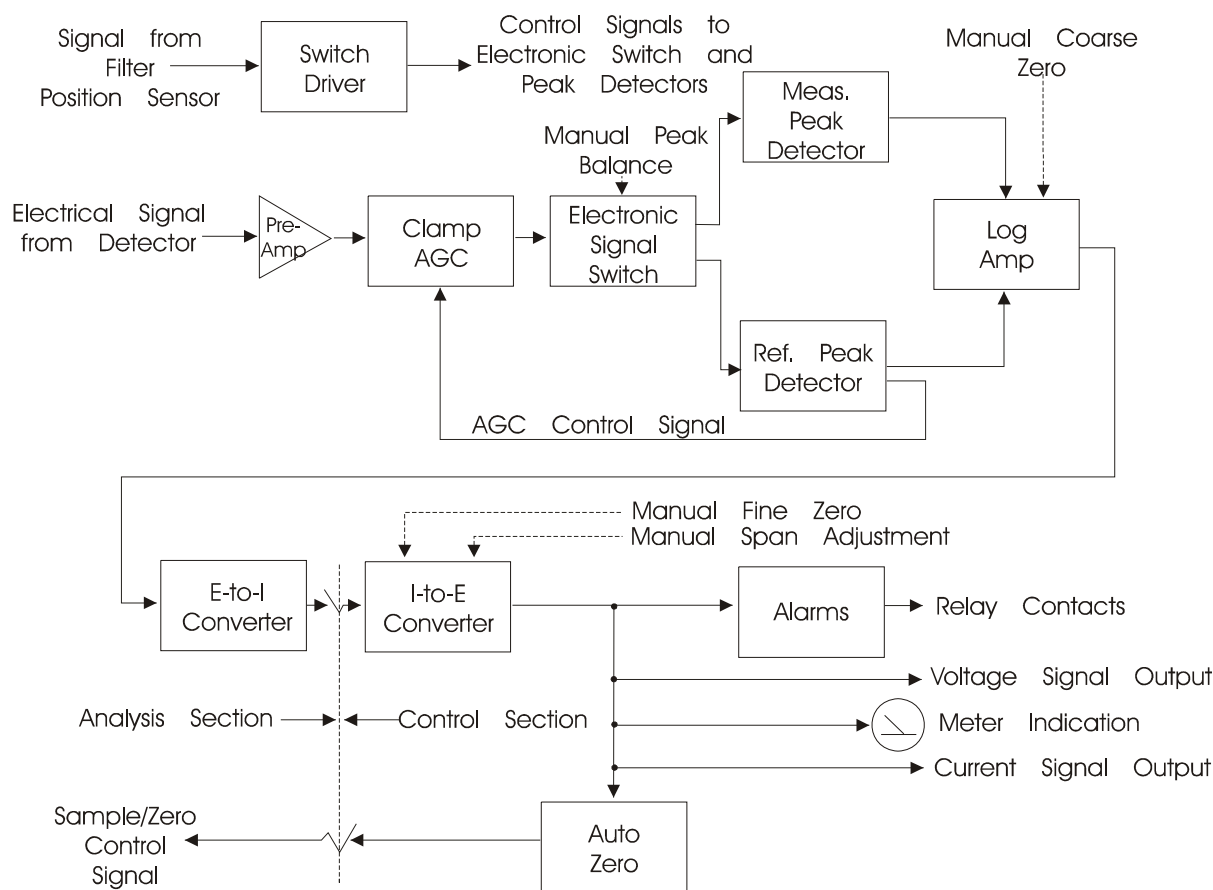 Signal from
Filter
Position Sensor
Switch
Driver
Control Signals to
Electronic Switch and
Peak Detectors
Manual Coarse
Zero
Meas.
Peak
Detector
Manual Peak
Balance
Electrical Signal
from Detector
Pre-
Amp
Clamp
AGC
Electronic
Signal
Switch
Log
Amp
Ref. Peak
Detector
AGC Control Signal
Manual Fine Zero
Manual Span Adjustment
E-to-I
Converter
I-to-E
Converter
Alarms
Relay Contacts
Voltage Signal Output
Analysis Section
Control Section
Meter Indication
Current Signal Output
Sample/Zero
Control
Signal
Auto
Zero